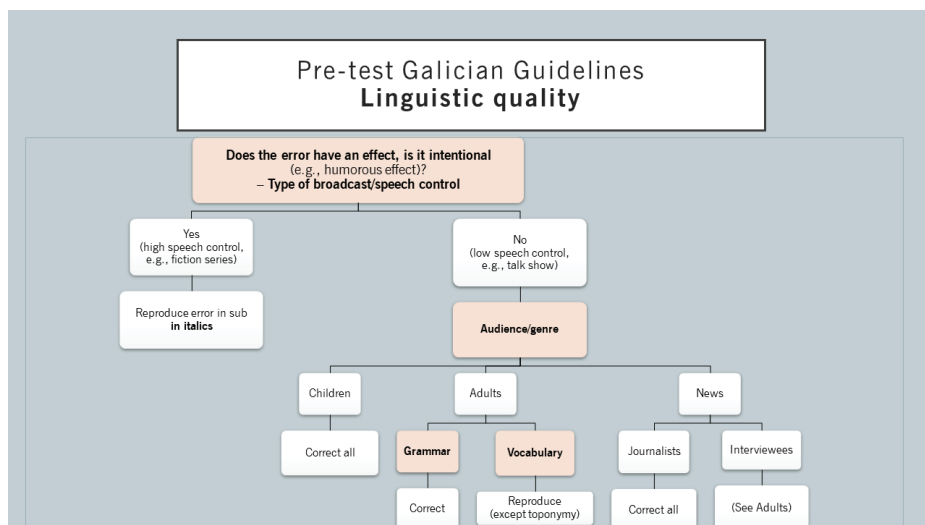 Pre-test Galician Guidelines
Linguistic quality
Does the error have an effect, is it intentional
(e.g., humorous effect)?
– Type of broadcast/speech control
Yes
(high speech control,
e.g., fiction series)
No
(low speech control,
e.g., talk show)
Reproduce error in sub
in italics
Audience/genre
Children
Adults
News
Correct all
Grammar
Vocabulary
Journalists
Interviewees
Correct
Reproduce
(except toponymy)
Correct all
(See Adults)